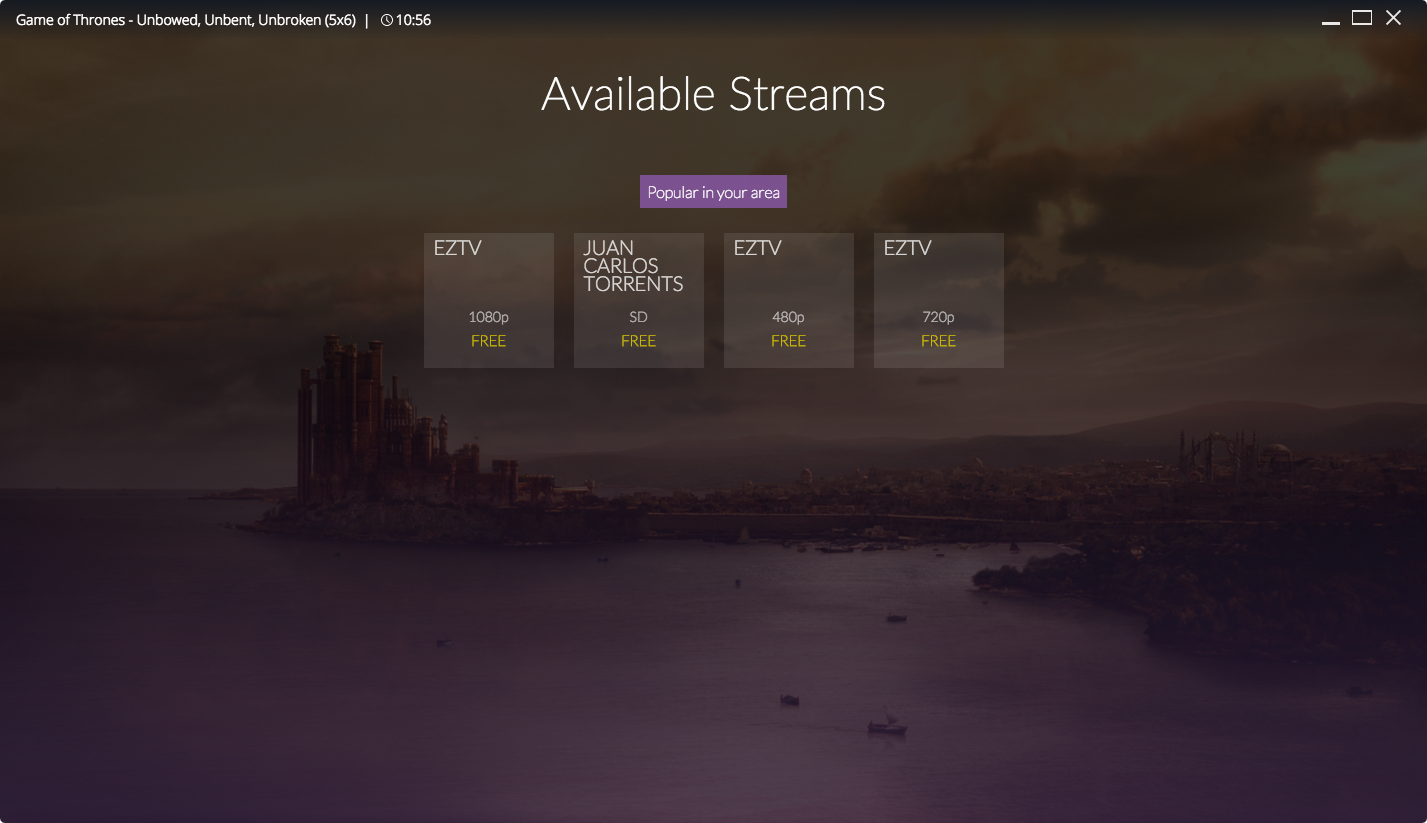 Game of Thrones - Unbowed, Unbent, Unbroken (5x6) | 10:56
Available Streams
Popular in your area
EZTV
1080p
FREE
JUAN
CARLOS
TORRENTS
SD
FREE
EZTV
480p
FREE
EZTV
720p
FREE